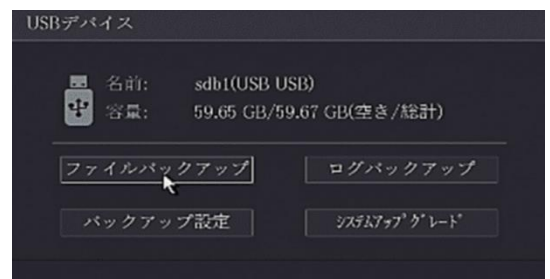 USBデバイス
名前: sdb1(USB USB)
容量: 59.65 GB/59.67 GB(空き/総計)
ファイルバックアップ ログバックアップ
バックアップ設定 ｼｽﾃﾑｱｯﾌﾟｸﾞﾚｰﾄﾞ